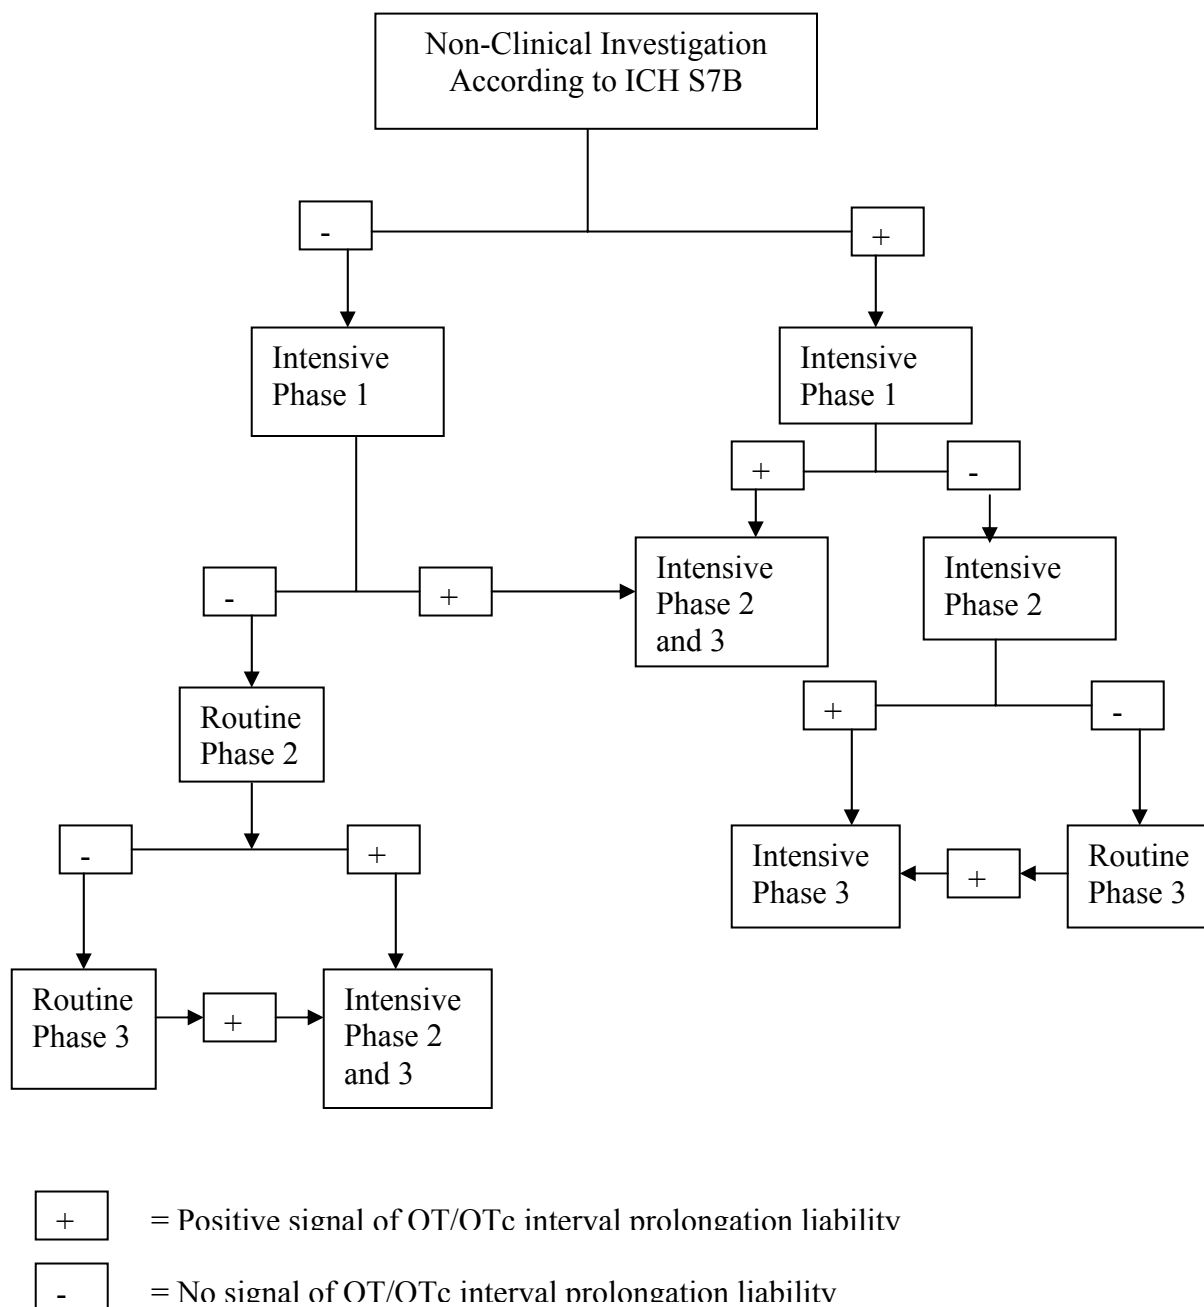 Non-Clinical Investigation
According to ICH S7B
-
+
Intensive
Phase 1
Intensive
Phase 1
+
-
Intensive
Phase 2
and 3
Intensive
Phase 2
-
+
+
-
Routine
Phase 2
-
+
Intensive
Phase 3
+
Routine
Phase 3
Routine
Phase 3
+
Intensive
Phase 2
and 3
+ = Positive signal of QT/QTc interval prolongation liability
- = No signal of QT/QTc interval prolongation liability